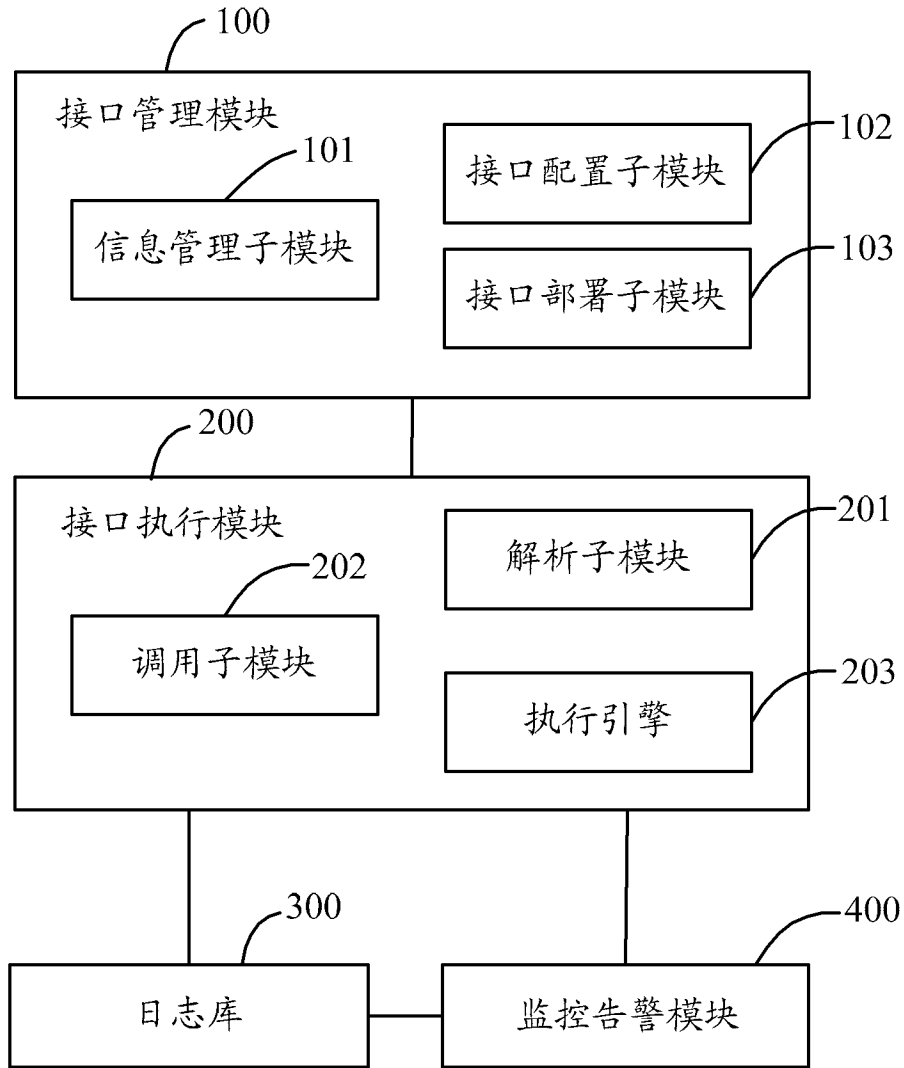 100
接口管理模块
101
102
接口配置子模块
信息管理子模块
103
接口部署子模块
200
接口执行模块
201
解析子模块
202
调用子模块
203
执行引擎
300
日志库
400
监控告警模块